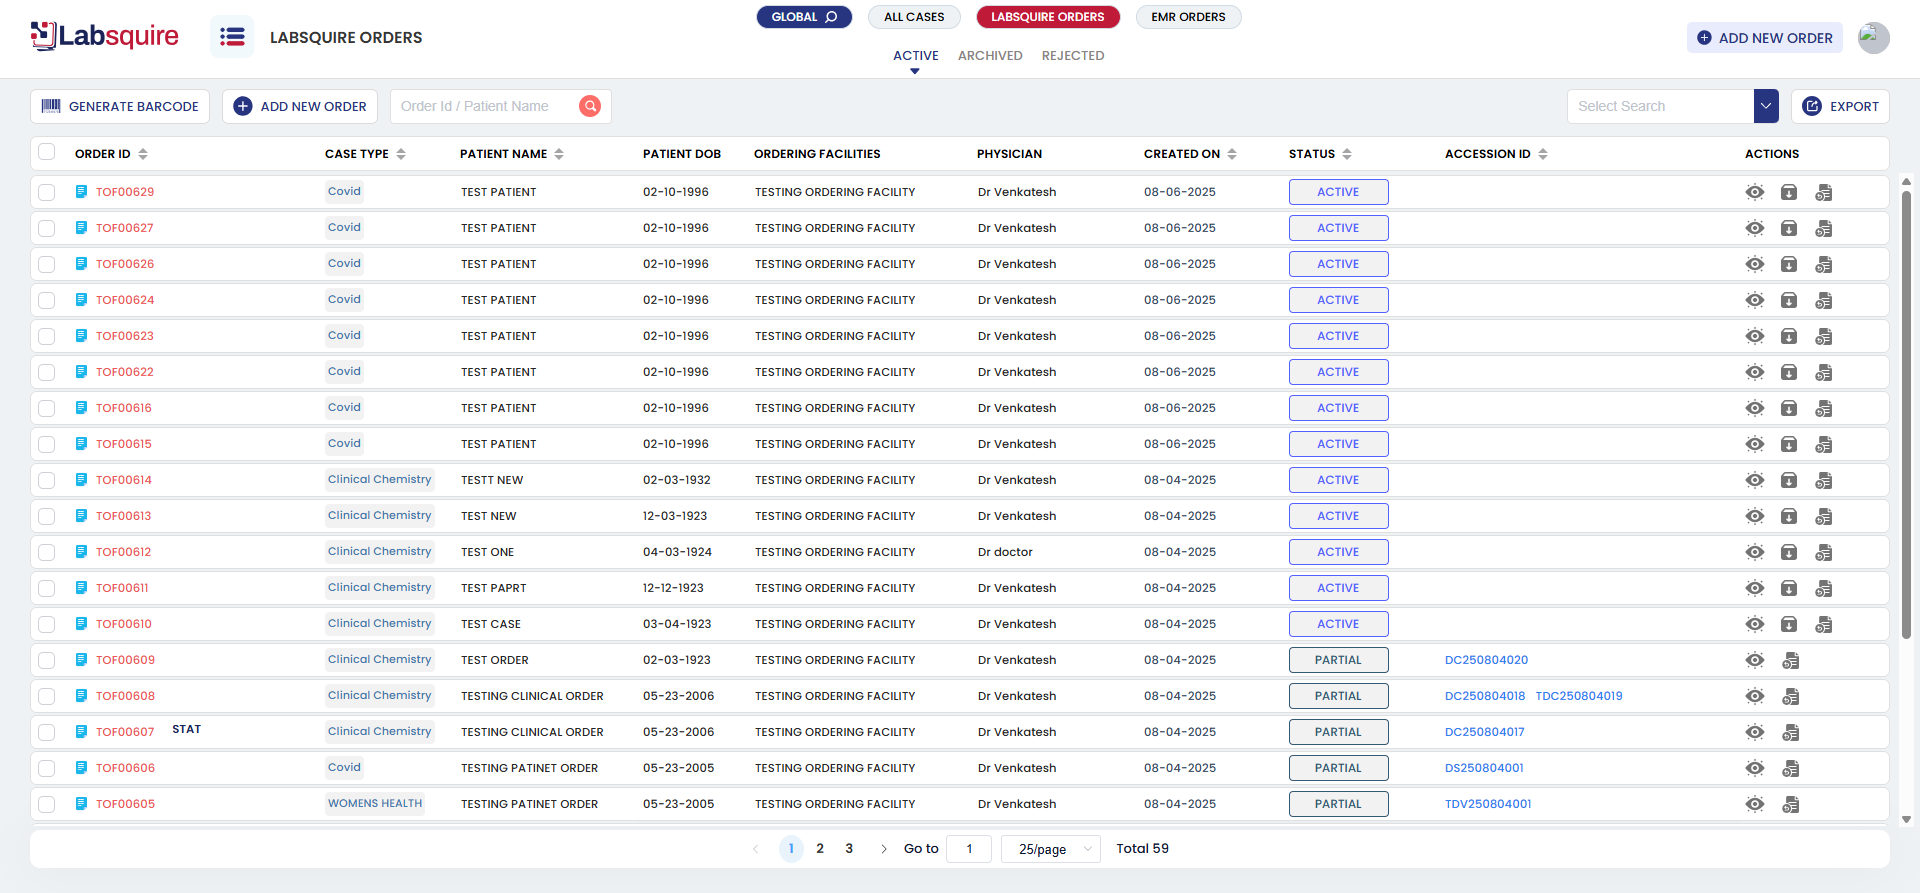 Labsquire
LABSQUIRE ORDERS
GLOBAL ALL CASES LABSQUIRE ORDERS EMR ORDERS
ACTIVE ARCHIVED REJECTED
ADD NEW ORDER
GENERATE BARCODE ADD NEW ORDER Order Id / Patient Name Select Search EXPORT
ORDER ID CASE TYPE PATIENT NAME PATIENT DOB ORDERING FACILITIES PHYSICIAN CREATED ON STATUS ACCESSION ID ACTIONS
TOF00629 Covid TEST PATIENT 02-10-1996 TESTING ORDERING FACILITY Dr Venkatesh 08-06-2025 ACTIVE
TOF00627 Covid TEST PATIENT 02-10-1996 TESTING ORDERING FACILITY Dr Venkatesh 08-06-2025 ACTIVE
TOF00626 Covid TEST PATIENT 02-10-1996 TESTING ORDERING FACILITY Dr Venkatesh 08-06-2025 ACTIVE
TOF00624 Covid TEST PATIENT 02-10-1996 TESTING ORDERING FACILITY Dr Venkatesh 08-06-2025 ACTIVE
TOF00623 Covid TEST PATIENT 02-10-1996 TESTING ORDERING FACILITY Dr Venkatesh 08-06-2025 ACTIVE
TOF00622 Covid TEST PATIENT 02-10-1996 TESTING ORDERING FACILITY Dr Venkatesh 08-06-2025 ACTIVE
TOF00616 Covid TEST PATIENT 02-10-1996 TESTING ORDERING FACILITY Dr Venkatesh 08-06-2025 ACTIVE
TOF00615 Covid TEST PATIENT 02-10-1996 TESTING ORDERING FACILITY Dr Venkatesh 08-06-2025 ACTIVE
TOF00614 Clinical Chemistry TESTT NEW 02-03-1932 TESTING ORDERING FACILITY Dr Venkatesh 08-04-2025 ACTIVE
TOF00613 Clinical Chemistry TEST NEW 12-03-1923 TESTING ORDERING FACILITY Dr Venkatesh 08-04-2025 ACTIVE
TOF00612 Clinical Chemistry TEST ONE 04-03-1924 TESTING ORDERING FACILITY Dr doctor 08-04-2025 ACTIVE
TOF00611 Clinical Chemistry TEST PAPRT 12-12-1923 TESTING ORDERING FACILITY Dr Venkatesh 08-04-2025 ACTIVE
TOF00610 Clinical Chemistry TEST CASE 03-04-1923 TESTING ORDERING FACILITY Dr Venkatesh 08-04-2025 ACTIVE
TOF00609 Clinical Chemistry TEST ORDER 02-03-1923 TESTING ORDERING FACILITY Dr Venkatesh 08-04-2025 PARTIAL DC250804020
TOF00608 Clinical Chemistry TESTING CLINICAL ORDER 05-23-2006 TESTING ORDERING FACILITY Dr Venkatesh 08-04-2025 PARTIAL DC250804018 TDC250804019
TOF00607 STAT Clinical Chemistry TESTING CLINICAL ORDER 05-23-2006 TESTING ORDERING FACILITY Dr Venkatesh 08-04-2025 PARTIAL DC250804017
TOF00606 Covid TESTING PATINET ORDER 05-23-2005 TESTING ORDERING FACILITY Dr Venkatesh 08-04-2025 PARTIAL DS250804001
TOF00605 WOMENS HEALTH TESTING PATINET ORDER 05-23-2005 TESTING ORDERING FACILITY Dr Venkatesh 08-04-2025 PARTIAL TDV250804001
1 2 3 Go to 1 25/page Total 59